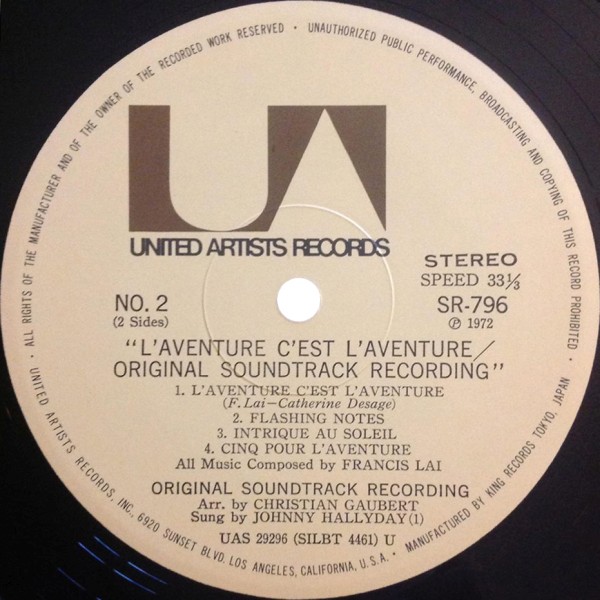 · ALL RIGHTS OF THE MANUFACTURER AND OF THE OWNER OF THE RECORDED WORK RESERVED · UNAUTHORIZED PUBLIC PERFORMANCE, BROADCASTING AND COPYING OF THIS RECORD PROHIBITED ·
UA
UNITED ARTISTS RECORDS
STEREO
SPEED 33⅓
NO. 2
SR-796
(2 Sides)
Ⓟ 1972
"L'AVENTURE C'EST L'AVENTURE/
ORIGINAL SOUNDTRACK RECORDING"
1. L'AVENTURE C'EST L'AVENTURE
(F. Lai-Catherine Desage)
2. FLASHING NOTES
3. INTRIQUE AU SOLEIL
4. CINQ POUR L'AVENTURE
All Music Composed by FRANCIS LAI
ORIGINAL SOUNDTRACK RECORDING
Arr. by CHRISTIAN GAUBERT
Sung by JOHNNY HALLYDAY(1)
UAS 29296 (SILBT 4461) U
UNITED ARTISTS RECORDS, INC. 6920 SUNSET BLVD. LOS ANGELES, CALIFORNIA, U.S.A. · MANUFACTURED BY KING RECORDS TOKYO, JAPAN